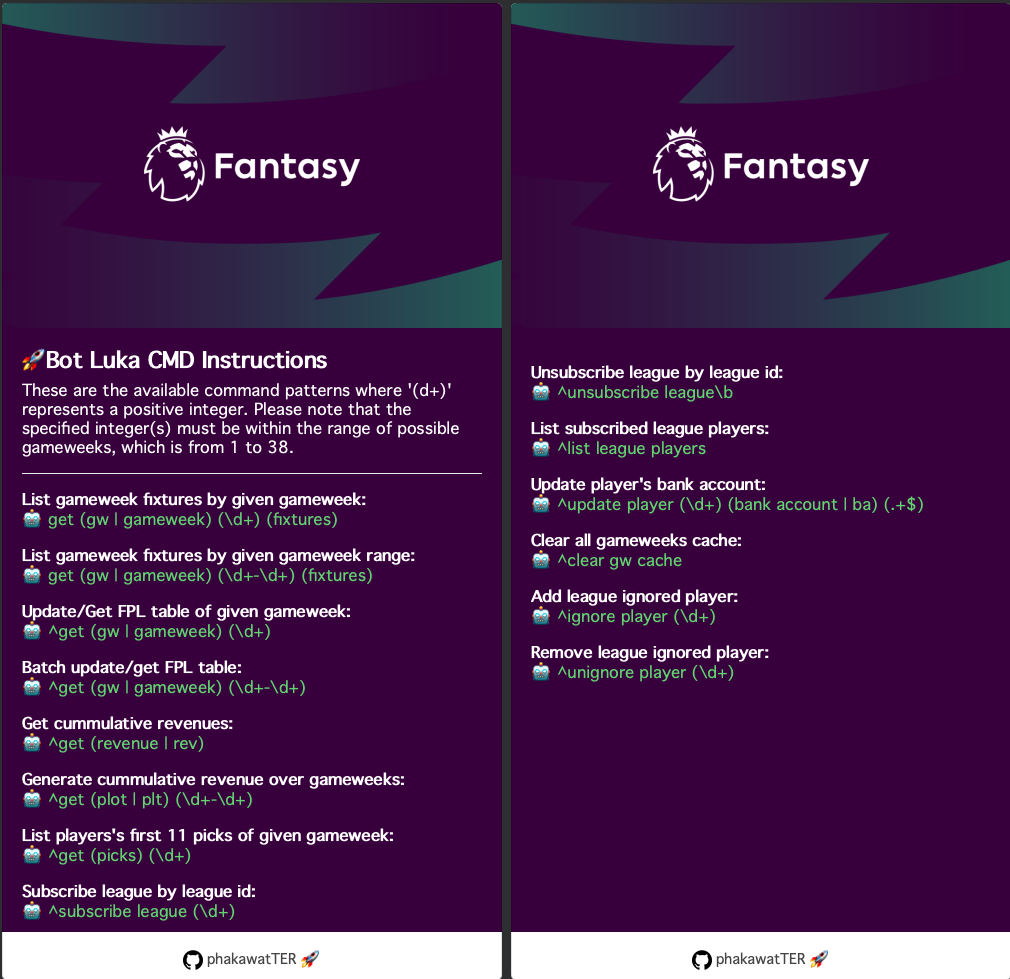 Fantasy
🚀Bot Luka CMD Instructions
These are the available command patterns where '(d+)'
represents a positive integer. Please note that the
specified integer(s) must be within the range of possible
gameweeks, which is from 1 to 38.
List gameweek fixtures by given gameweek:
🤖 get (gw | gameweek) (\d+) (fixtures)
List gameweek fixtures by given gameweek range:
🤖 get (gw | gameweek) (\d+-\d+) (fixtures)
Update/Get FPL table of given gameweek:
🤖 ^get (gw | gameweek) (\d+)
Batch update/get FPL table:
🤖 ^get (gw | gameweek) (\d+-\d+)
Get cummulative revenues:
🤖 ^get (revenue | rev)
Generate cummulative revenue over gameweeks:
🤖 ^get (plot | plt) (\d+-\d+)
List players's first 11 picks of given gameweek:
🤖 ^get (picks) (\d+)
Subscribe league by league id:
🤖 ^subscribe league (\d+)
phakawatTER 🚀
Fantasy
Unsubscribe league by league id:
🤖 ^unsubscribe league\b
List subscribed league players:
🤖 ^list league players
Update player's bank account:
🤖 ^update player (\d+) (bank account | ba) (.+$)
Clear all gameweeks cache:
🤖 ^clear gw cache
Add league ignored player:
🤖 ^ignore player (\d+)
Remove league ignored player:
🤖 ^unignore player (\d+)
phakawatTER 🚀